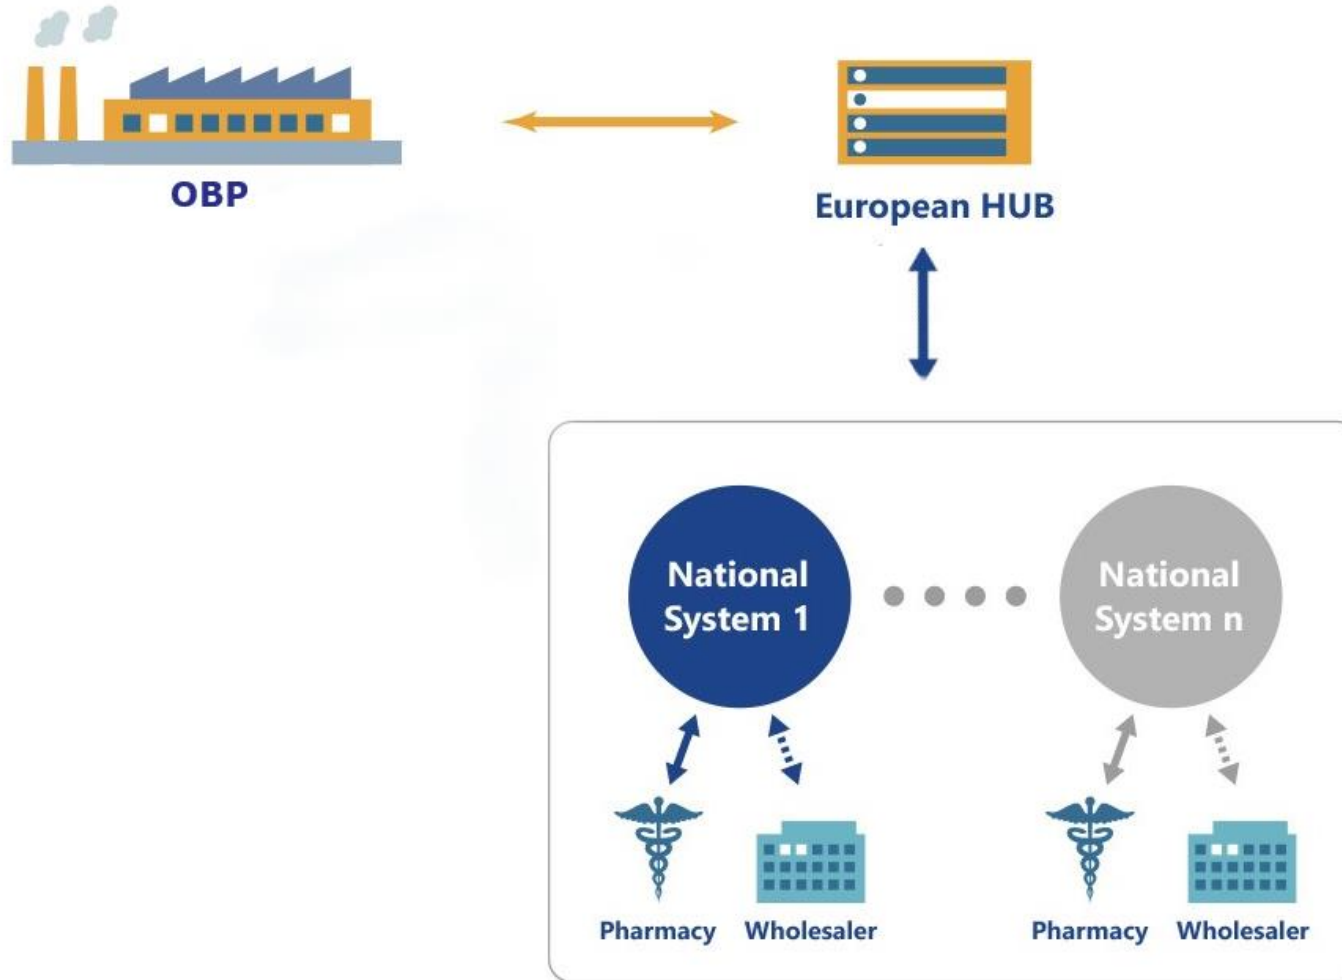 OBP
European HUB
National
System 1
National
System n
Pharmacy
Wholesaler
Pharmacy
Wholesaler